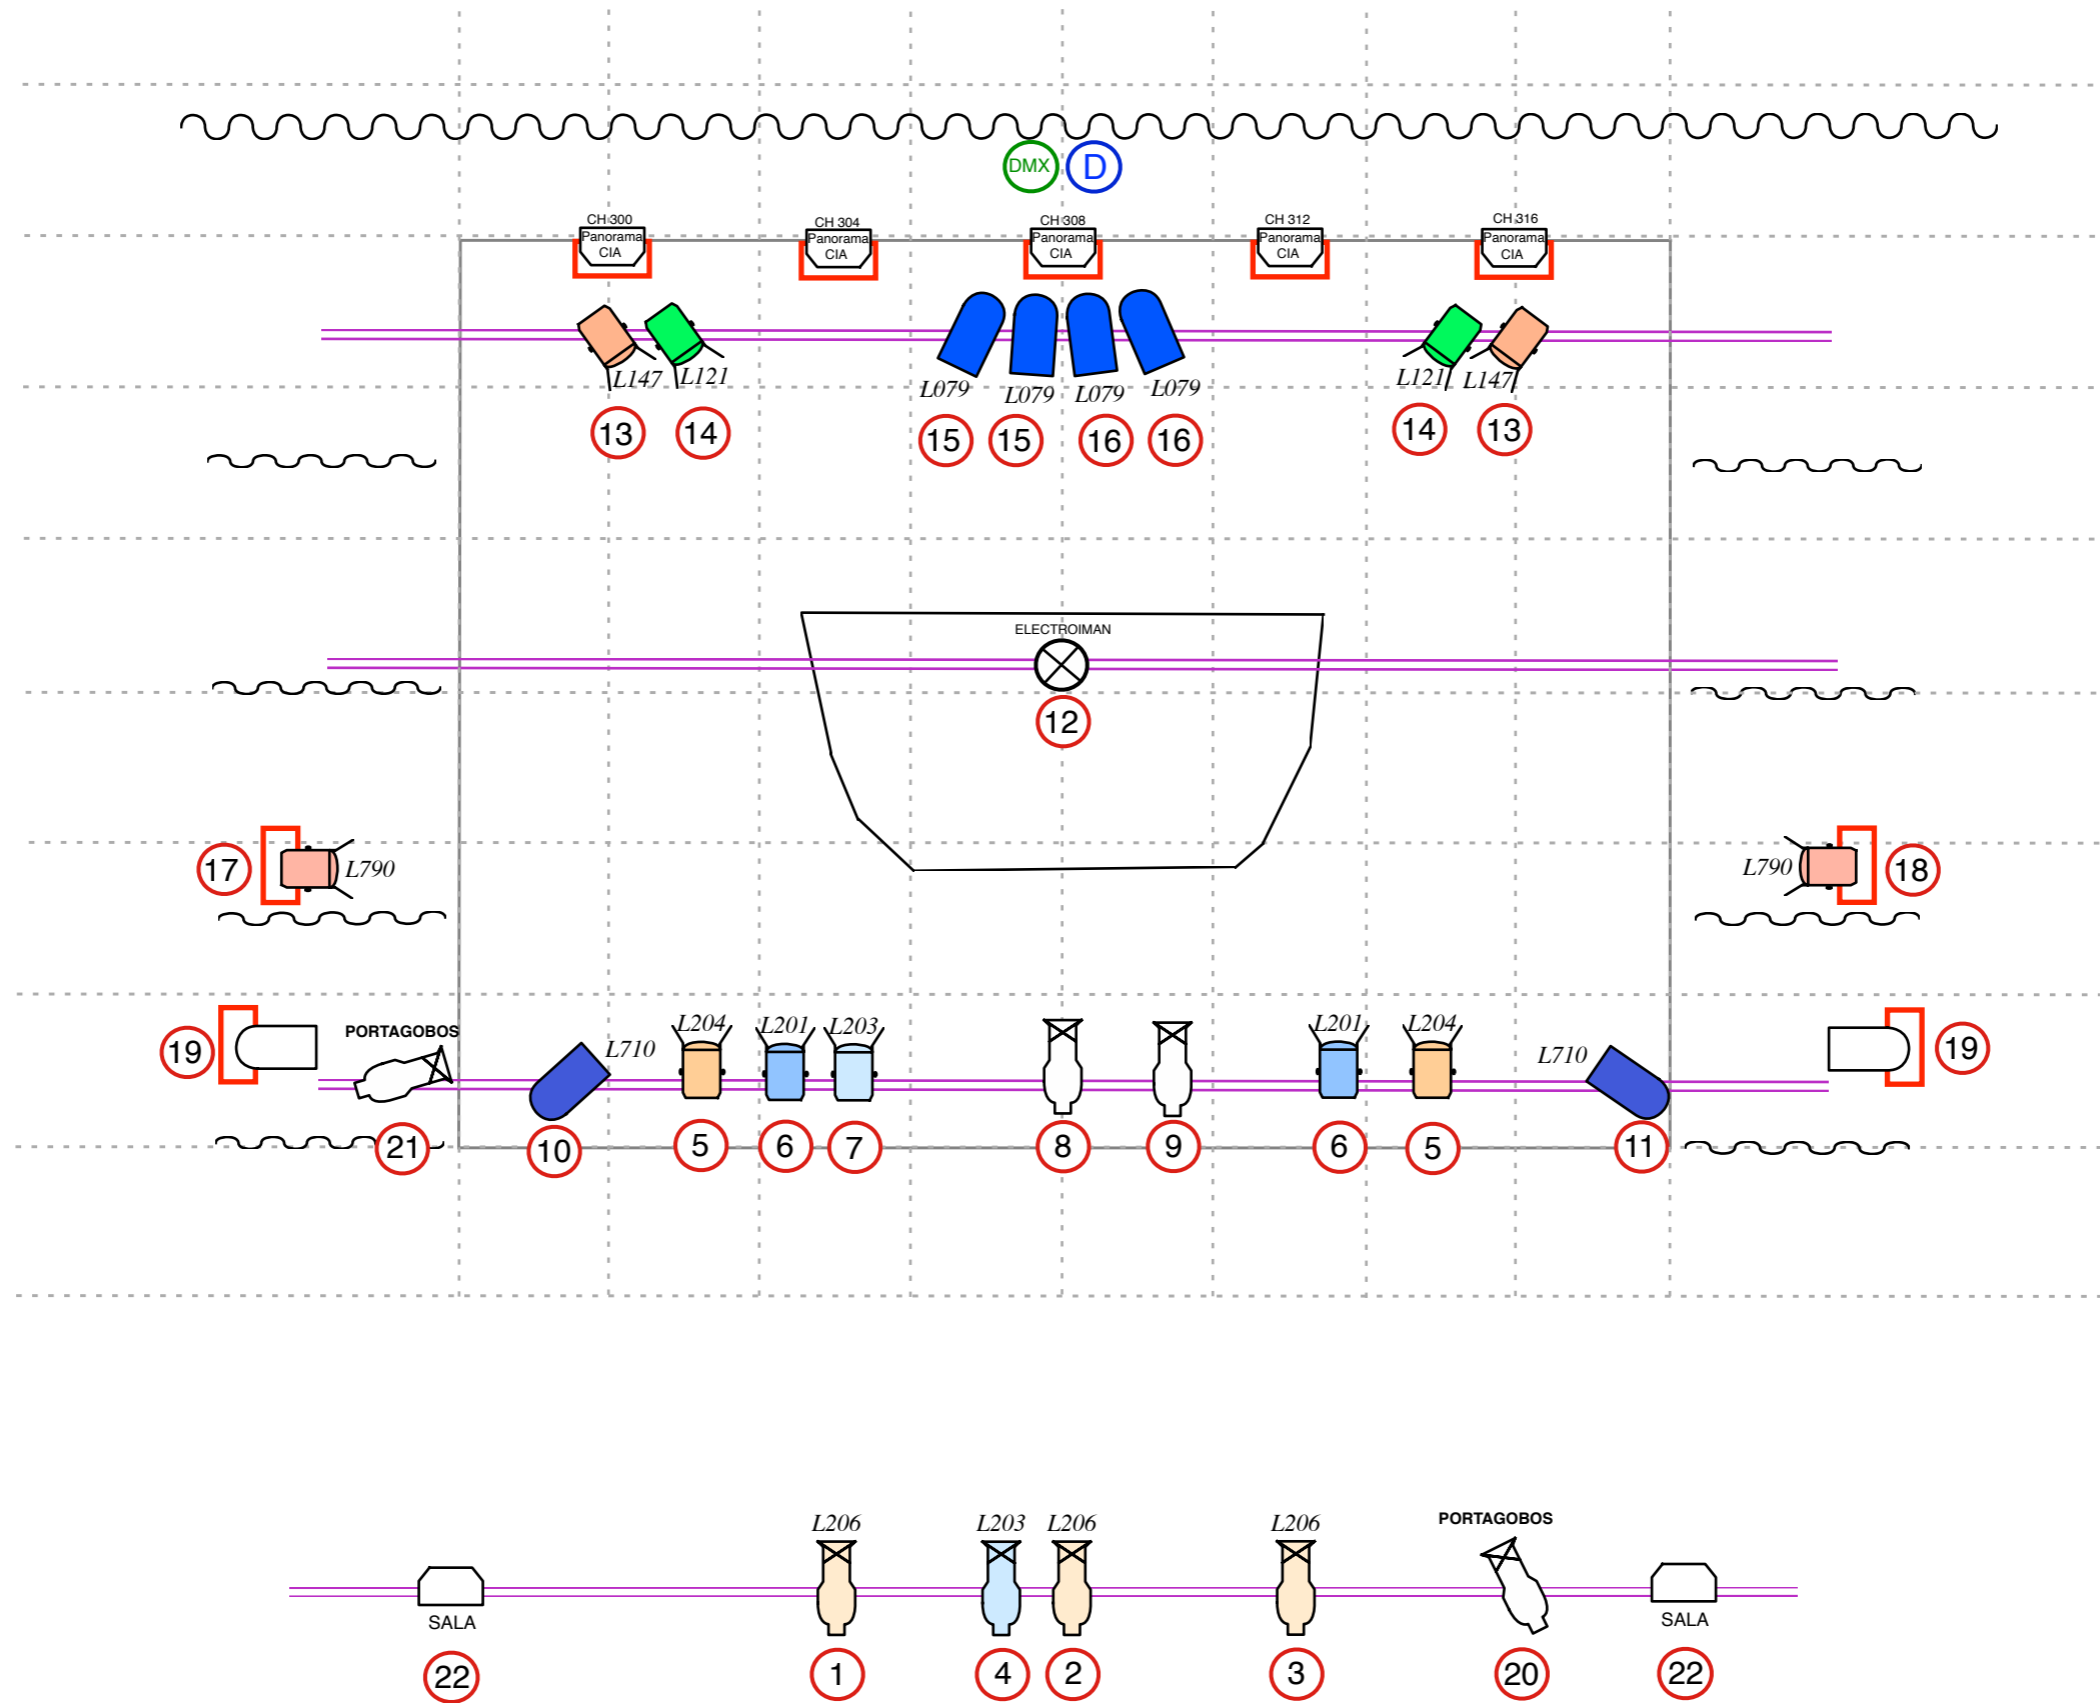 DMX D
CH 300 CH 304 CH 308 CH 312 CH 316
Panorama Panorama Panorama Panorama Panorama
CIA CIA CIA CIA CIA
L147 L121 L079 L079 L079 L079 L121 L147
13 14 15 15 16 16 14 13
ELECTROIMAN
12
17 L790 L790 18
L204 L201 L203 L201 L204
19 PORTAGOBOS L710 L710 19
21 10 5 6 7 8 9 6 5 11
L206 L203 L206 L206 PORTAGOBOS
SALA SALA
22 1 4 2 3 20 22